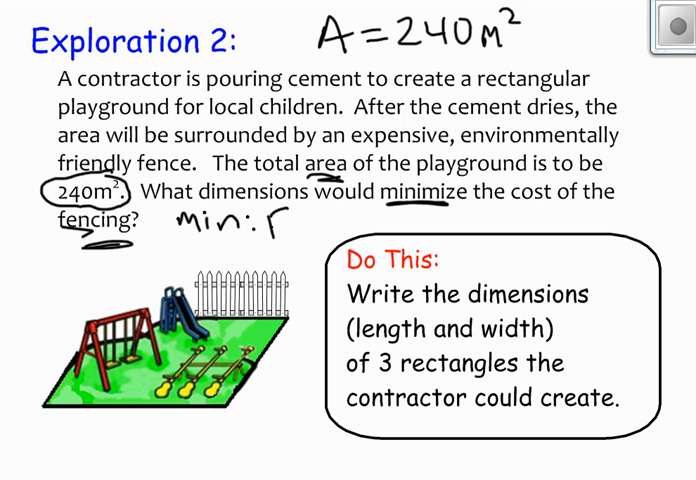 Exploration 2:
A = 240m²
A contractor is pouring cement to create a rectangular
playground for local children. After the cement dries, the
area will be surrounded by an expensive, environmentally
friendly fence. The total area of the playground is to be
240m². What dimensions would minimize the cost of the
fencing?
min: P
Do This:
Write the dimensions
(length and width)
of 3 rectangles the
contractor could create.